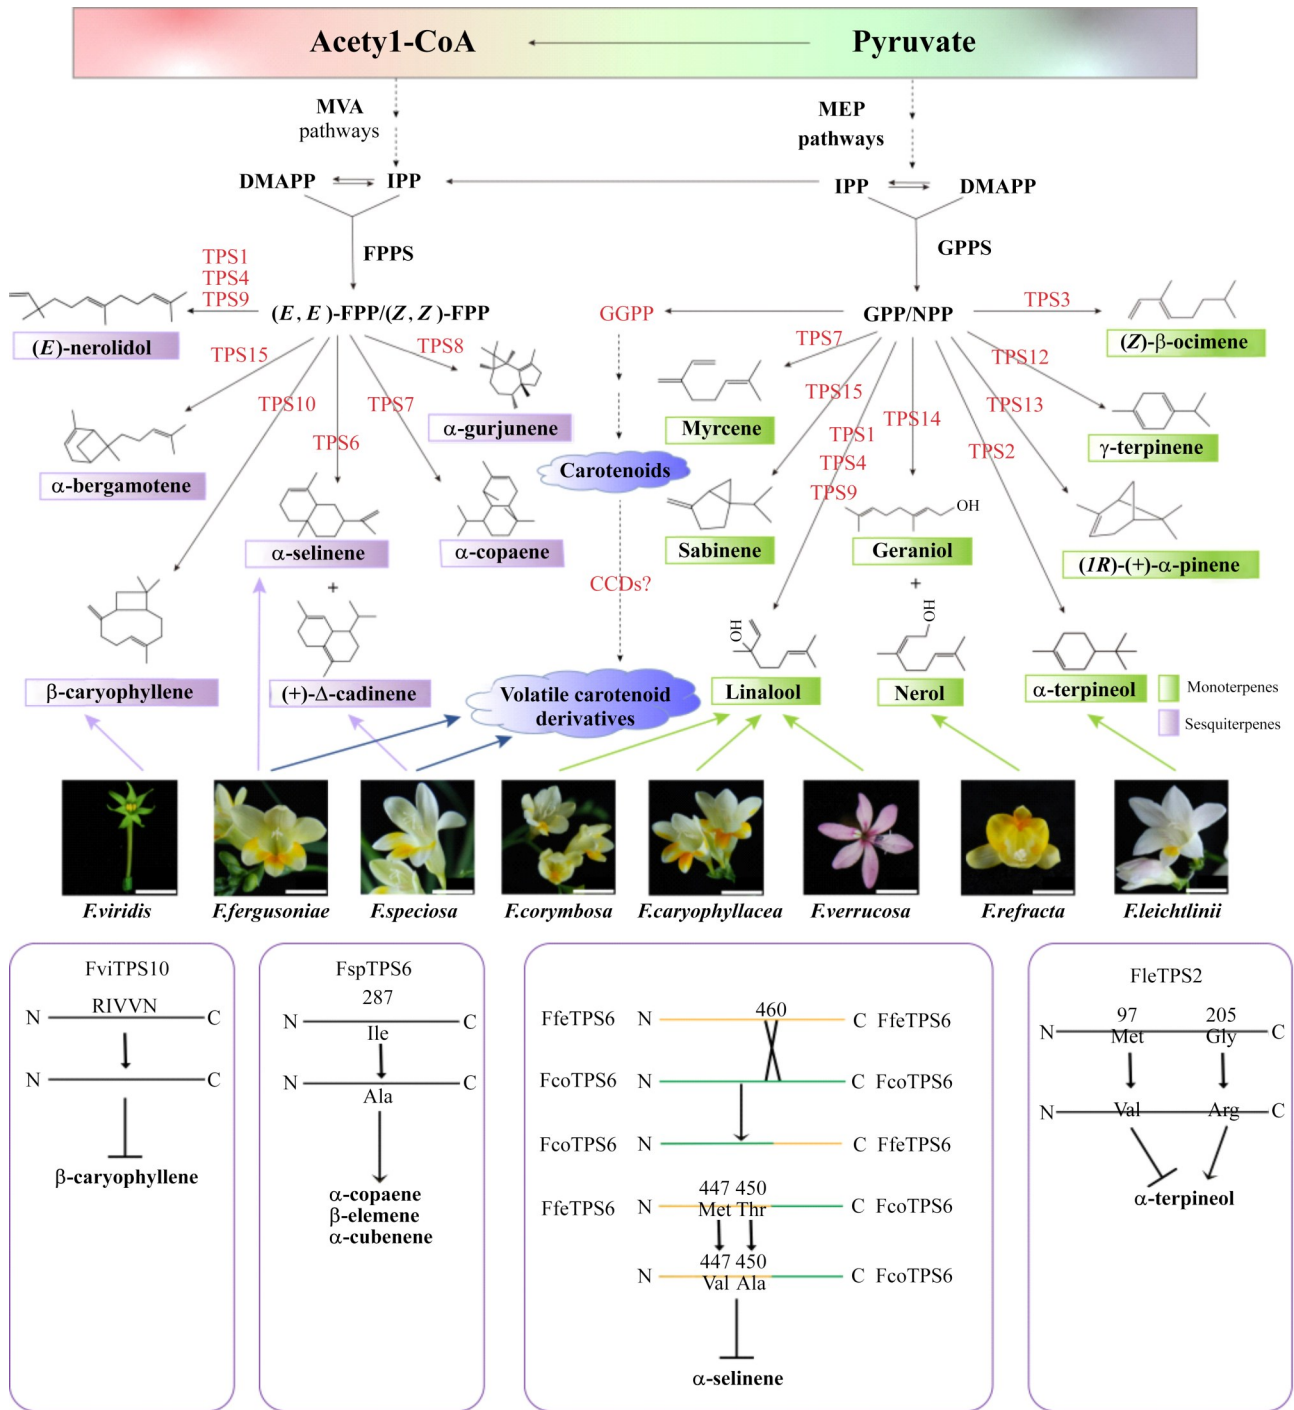 Acety1-CoA
Pyruvate
MVA
pathways
MEP
pathways
DMAPP
IPP
IPP
DMAPP
FPPS
GPPS
TPS1
TPS4
TPS9
(E, E)-FPP/(Z, Z)-FPP
GGPP
GPP/NPP
TPS3
(E)-nerolidol
(Z)-β-ocimene
TPS15
TPS8
TPS7
TPS12
TPS10
TPS7
TPS15
TPS13
α-gurjunene
Myrcene
TPS14
TPS6
TPS1
TPS2
γ-terpinene
TPS4
Carotenoids
α-bergamotene
TPS9
OH
α-selinene
α-copaene
Sabinene
Geraniol
(1R)-(+)-α-pinene
+
CCDs?
+
OH
OH
β-caryophyllene
(+)-Δ-cadinene
Volatile carotenoid
derivatives
Linalool
Nerol
α-terpineol
Monoterpenes
Sesquiterpenes
F.viridis
F.fergusoniae
F.speciosa
F.corymbosa
F.caryophyllacea
F.verrucosa
F.refracta
F.leichtlinii
FviTPS10
RIVVN
N
C
N
C
β-caryophyllene
FspTPS6
287
N
C
Ile
N
C
Ala
α-copaene
β-elemene
α-cubenene
460
FfeTPS6 N C FfeTPS6
FcoTPS6 N C FcoTPS6
FcoTPS6 N C FfeTPS6
447 450
FfeTPS6 N Met Thr C FcoTPS6
447 450
N Val Ala C FcoTPS6
α-selinene
FleTPS2
97 205
N Met Gly C
N Val Arg C
α-terpineol